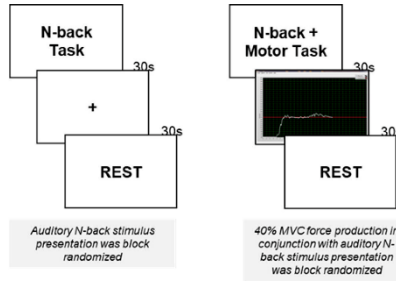 N-back
Task
30s
+
30s
REST
Auditory N-back stimulus
presentation was block
randomized
N-back +
Motor Task
30s
REST
40% MVC force production in
conjunction with auditory N-
back stimulus presentation
was block randomized